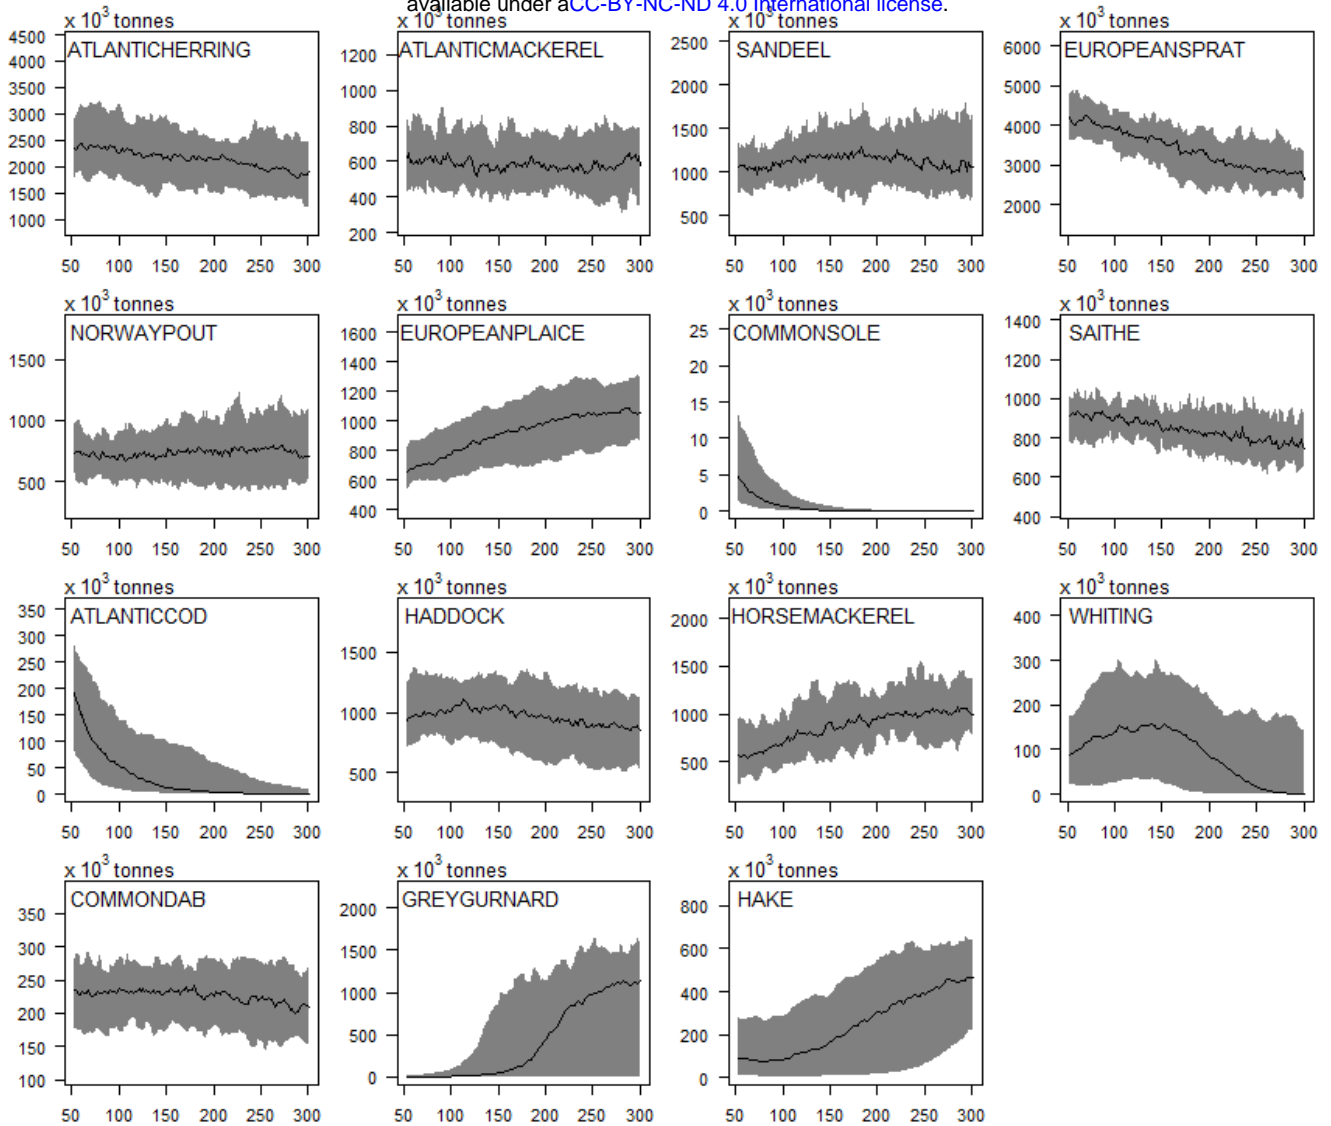 available under aCC-BY-NC-ND 4.0 International license.
x 10³ tonnes x 10³ tonnes x 10³ tonnes x 10³ tonnes
ATLANTICHERRING ATLANTICMACKEREL SANDEEL EUROPEANSPRAT
4500 4000 3500 3000 2500 2000 1500 1000
1200 1000 800 600 400 200
2500 2000 1500 1000 500
6000 5000 4000 3000 2000
50 100 150 200 250 300 50 100 150 200 250 300 50 100 150 200 250 300 50 100 150 200 250 300
x 10³ tonnes x 10³ tonnes x 10³ tonnes x 10³ tonnes
NORWAYPOUT EUROPEANPLAICE COMMONSOLE SAITHE
1500 1000 500
1600 1400 1200 1000 800 600 400
25 20 15 10 5 0
1400 1200 1000 800 600 400
50 100 150 200 250 300 50 100 150 200 250 300 50 100 150 200 250 300 50 100 150 200 250 300
x 10³ tonnes x 10³ tonnes x 10³ tonnes x 10³ tonnes
ATLANTICCOD HADDOCK HORSEMACKEREL WHITING
350 300 250 200 150 100 50 0
1500 1000 500
2000 1500 1000 500
400 300 200 100 0
50 100 150 200 250 300 50 100 150 200 250 300 50 100 150 200 250 300 50 100 150 200 250 300
x 10³ tonnes x 10³ tonnes x 10³ tonnes
COMMONDAB GREYGURNARD HAKE
350 300 250 200 150 100
2000 1500 1000 500 0
800 600 400 200 0
50 100 150 200 250 300 50 100 150 200 250 300 50 100 150 200 250 300